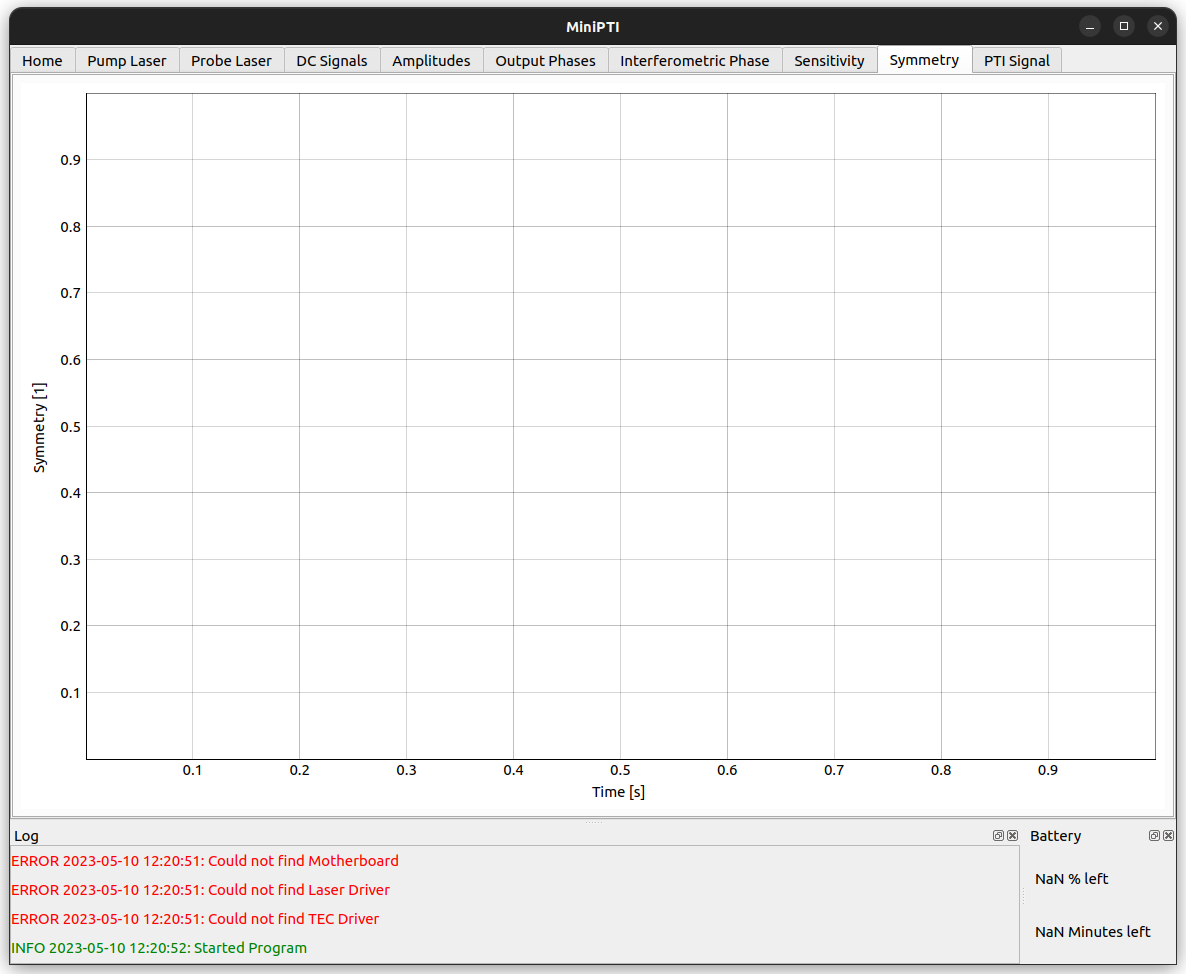 MiniPTI
Home Pump Laser Probe Laser DC Signals Amplitudes Output Phases Interferometric Phase Sensitivity Symmetry PTI Signal
0.9
0.8
0.7
0.6
0.5
0.4
0.3
0.2
0.1
Symmetry [1]
0.1 0.2 0.3 0.4 0.5 0.6 0.7 0.8 0.9
Time [s]
Log
ERROR 2023-05-10 12:20:51: Could not find Motherboard
ERROR 2023-05-10 12:20:51: Could not find Laser Driver
ERROR 2023-05-10 12:20:51: Could not find TEC Driver
INFO 2023-05-10 12:20:52: Started Program
Battery
NaN % left
NaN Minutes left